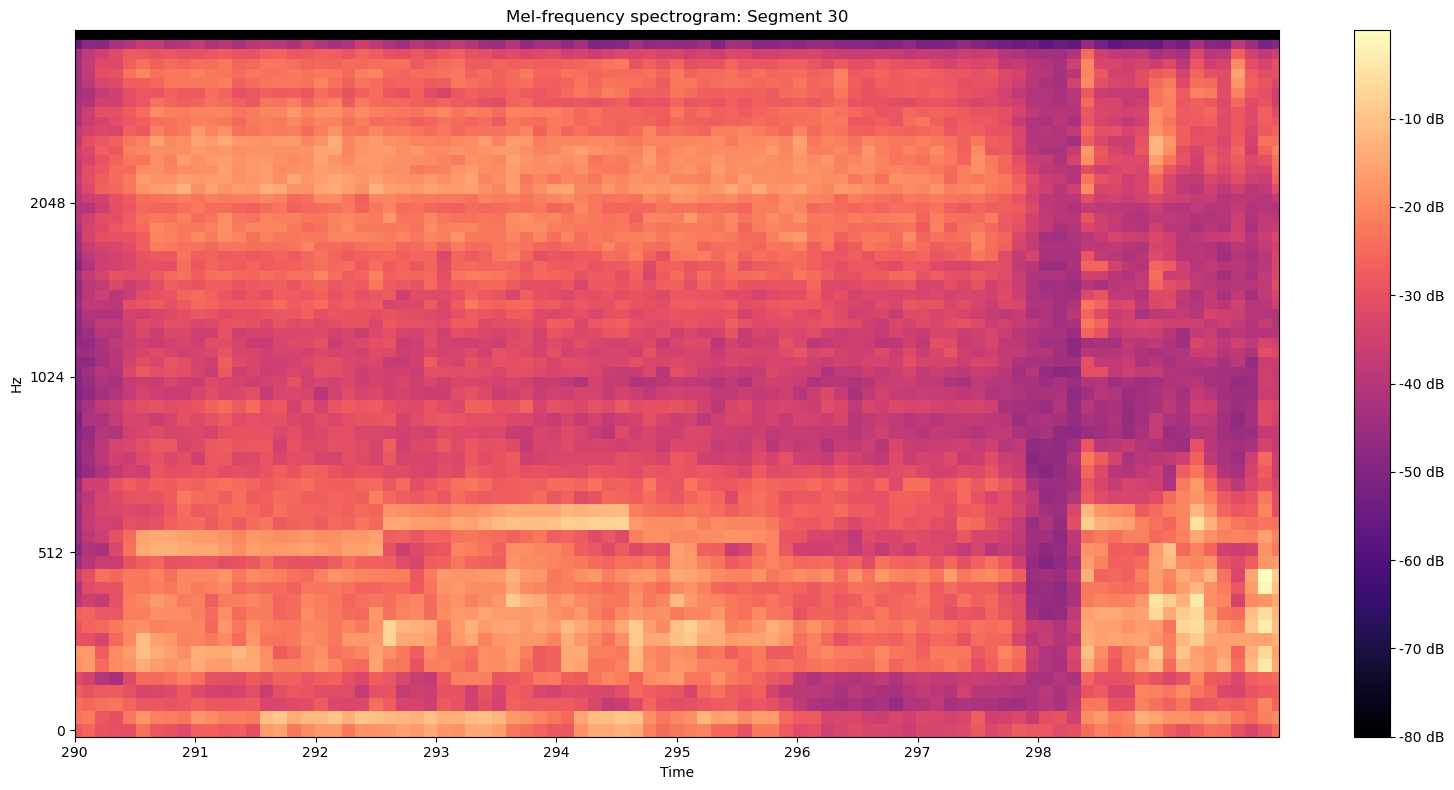 Mel-frequency spectrogram: Segment 30
Hz
2048
1024
512
0
290 291 292 293 294 295 296 297 298
Time
-10 dB
-20 dB
-30 dB
-40 dB
-50 dB
-60 dB
-70 dB
-80 dB